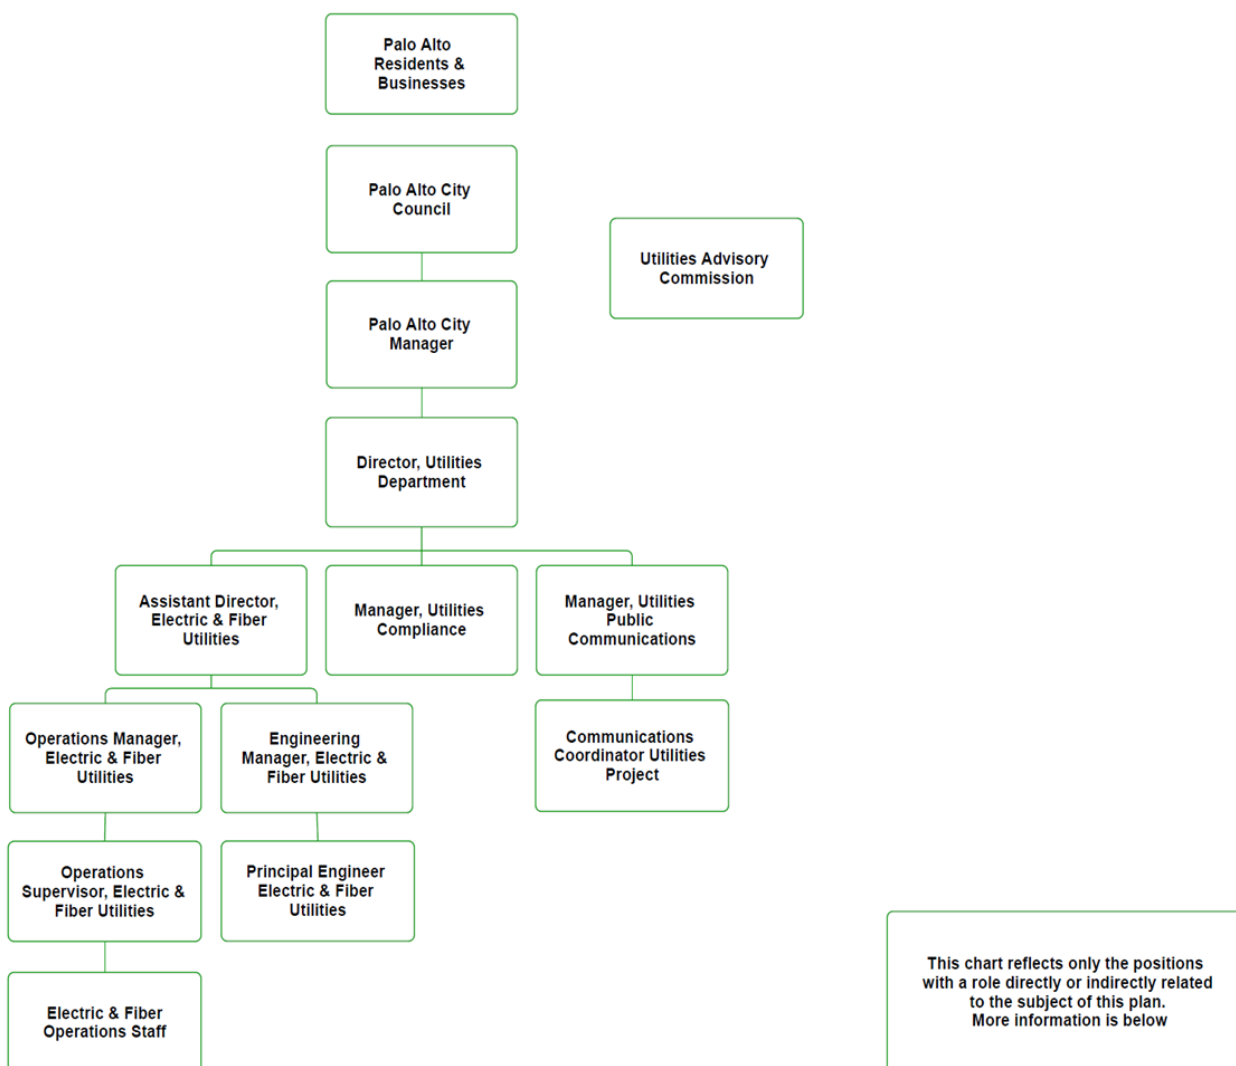 Palo Alto
Residents &
Businesses
Palo Alto City
Council
Utilities Advisory
Commission
Palo Alto City
Manager
Director, Utilities
Department
Assistant Director,
Electric & Fiber
Utilities
Manager, Utilities
Compliance
Manager, Utilities
Public
Communications
Operations Manager,
Electric & Fiber
Utilities
Engineering
Manager, Electric &
Fiber Utilities
Communications
Coordinator Utilities
Project
Operations
Supervisor, Electric &
Fiber Utilities
Principal Engineer
Electric & Fiber
Utilities
Electric & Fiber
Operations Staff
This chart reflects only the positions
with a role directly or indirectly related
to the subject of this plan.
More information is below